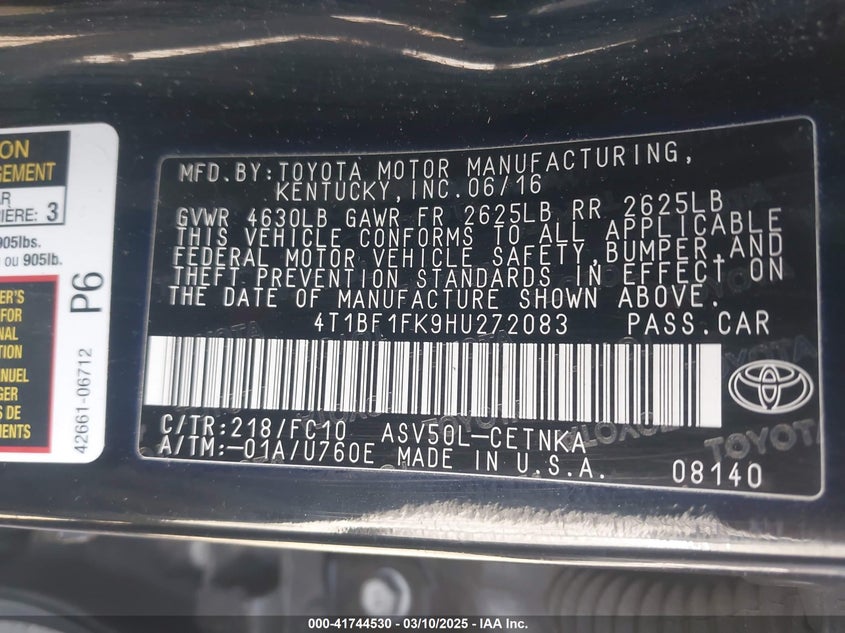 ON
GEMENT
AR
IÈRE: 3
905lbs.
ou 905lb.
ER'S
FOR
NAL
TION
NUEL
GER
S DE
EMENTS
P6
42661-06712
MFD.BY:TOYOTA MOTOR MANUFACTURING,
KENTUCKY,INC.06/16
GVWR 4630LB GAWR FR 2625LB RR 2625LB
THIS VEHICLE CONFORMS TO ALL APPLICABLE
FEDERAL MOTOR VEHICLE SAFETY,BUMPER,AND
THEFT PREVENTION STANDARDS IN EFFECT ON
THE DATE OF MANUFACTURE SHOWN ABOVE.
4T1BF1FK9HU272083 PASS.CAR
C/TR:218/FC10 ASV50L-CETNKA
A/TM:-01A/U760E MADE IN U.S.A.
08140
TOYOTA
000-41744530 — 03/10/2025 — IAA Inc.